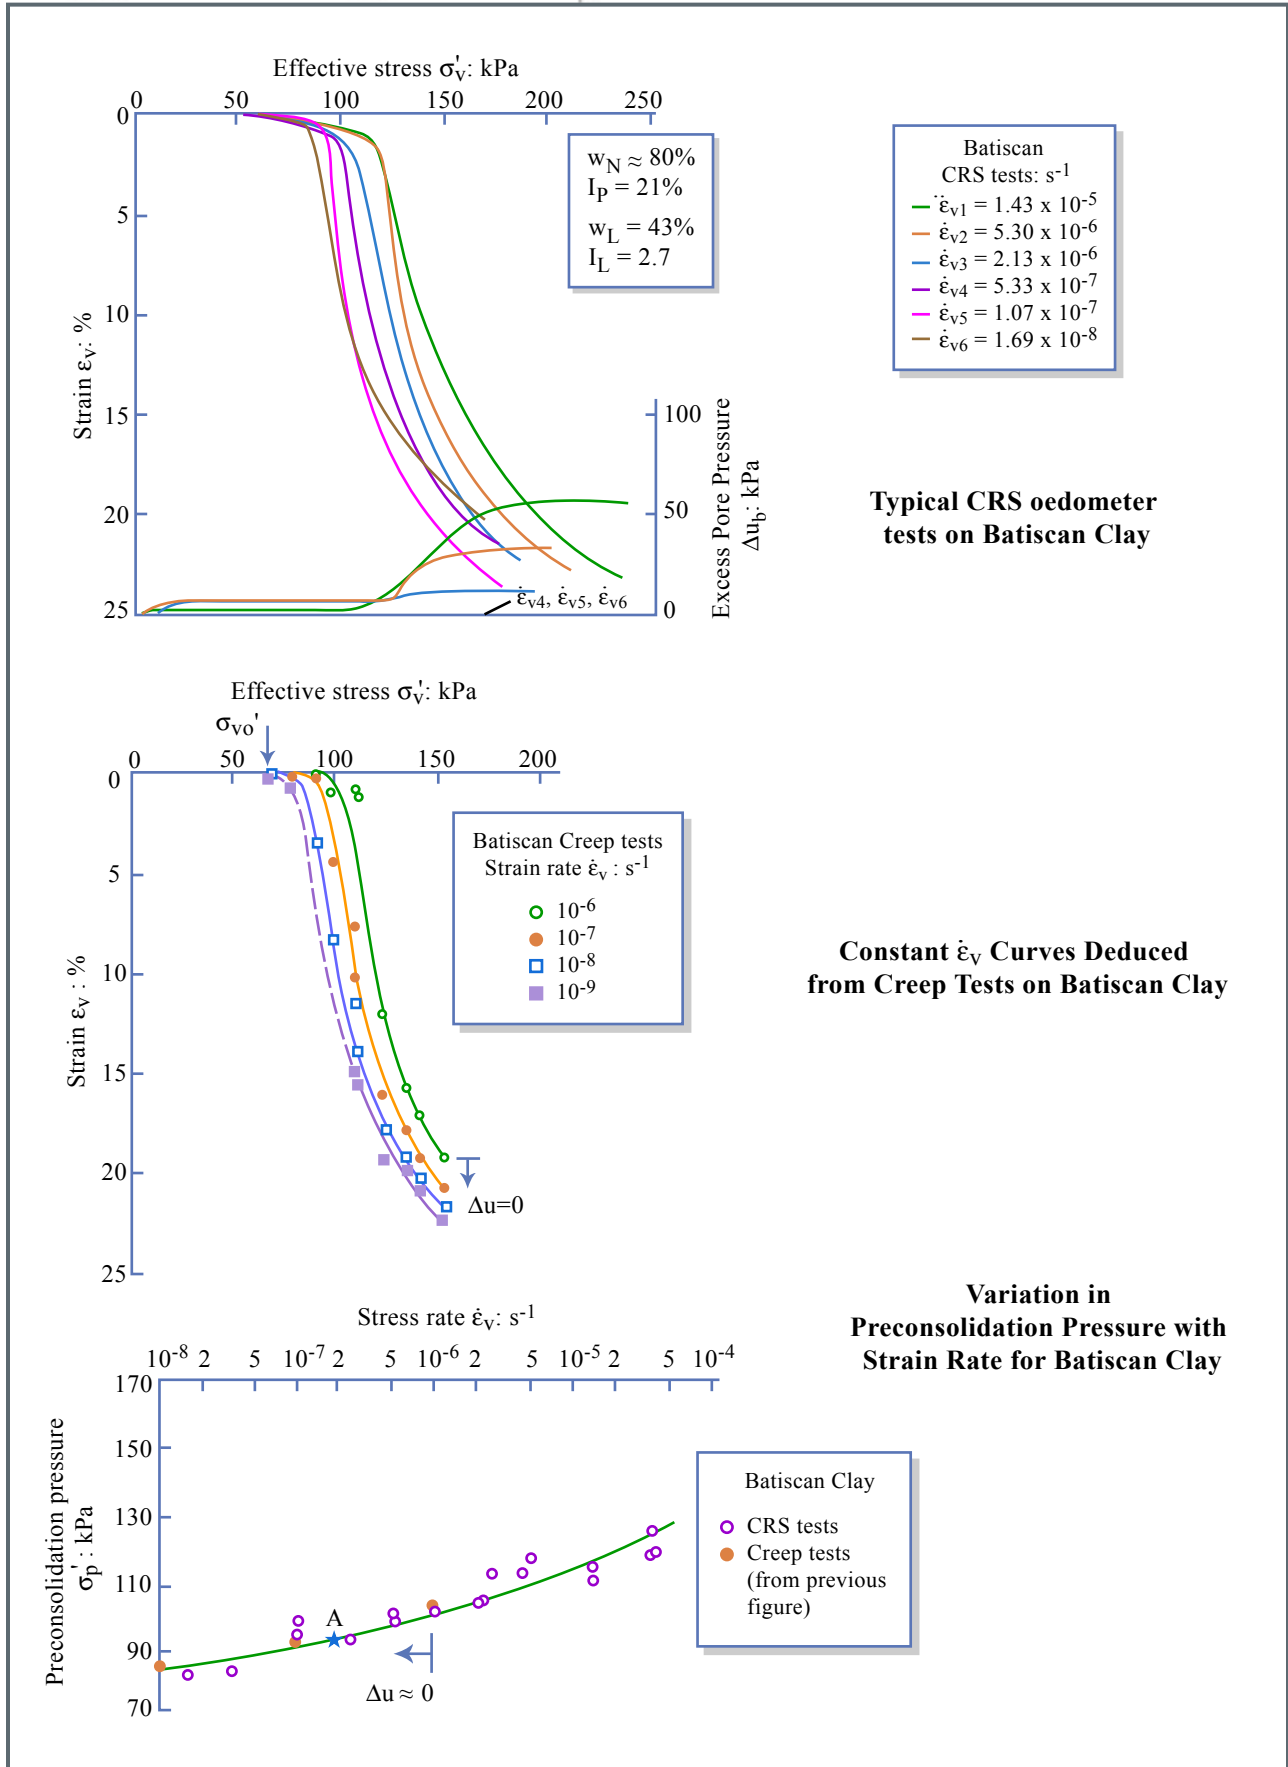 Effective stress σ'v: kPa
0 50 100 150 200 250
0
5
10
15
20
25
Strain εv: %
wN ≈ 80%
IP = 21%
wL = 43%
IL = 2.7
100
50
0
Excess Pore Pressure
Δub: kPa
ε̇v4, ε̇v5, ε̇v6
Batiscan
CRS tests: s-1
ε̇v1 = 1.43 x 10-5
ε̇v2 = 5.30 x 10-6
ε̇v3 = 2.13 x 10-6
ε̇v4 = 5.33 x 10-7
ε̇v5 = 1.07 x 10-7
ε̇v6 = 1.69 x 10-8
Typical CRS oedometer
tests on Batiscan Clay
Effective stress σ'v: kPa
σvo'
0 50 100 150 200
0
5
10
15
20
25
Strain εv : %
Batiscan Creep tests
Strain rate ε̇v : s-1
10-6
10-7
10-8
10-9
Δu=0
Constant ε̇v Curves Deduced
from Creep Tests on Batiscan Clay
Variation in
Preconsolidation Pressure with
Strain Rate for Batiscan Clay
Stress rate ε̇v: s-1
10-8 2 5 10-7 2 5 10-6 2 5 10-5 2 5 10-4
170
150
130
110
90
70
Preconsolidation pressure
σp' : kPa
A
Δu ≈ 0
Batiscan Clay
CRS tests
Creep tests
(from previous
figure)